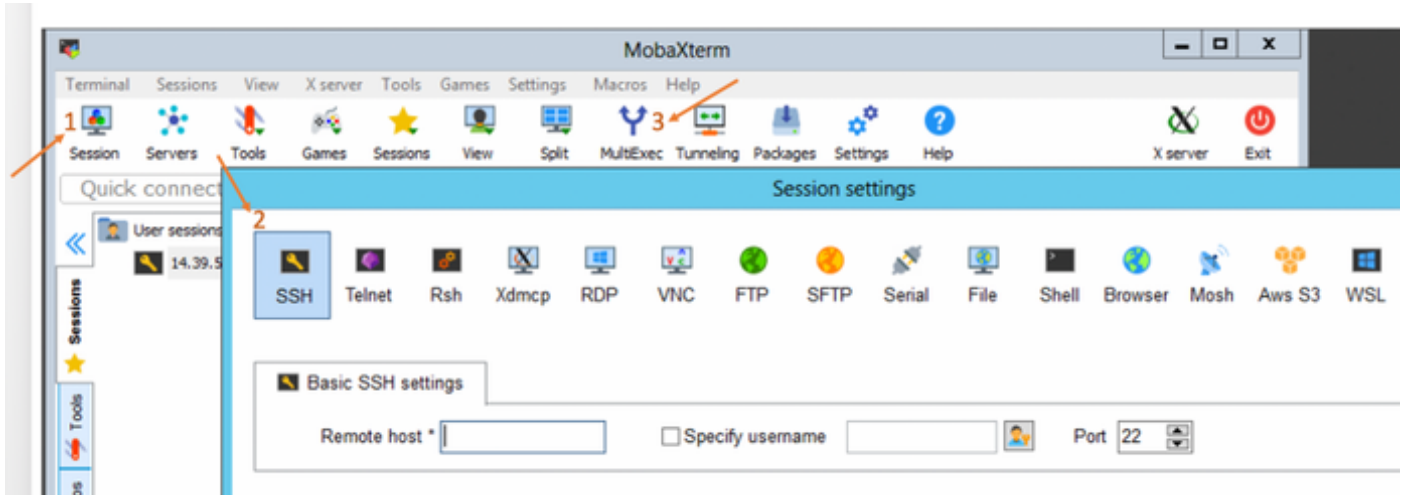 MobaXterm
Terminal Sessions View X server Tools Games Settings Macros Help
1 3
Session Servers Tools Games Sessions View Split MultiExec Tunneling Packages Settings Help X server Exit
Quick connect
Session settings
2
User sessions
14.39.5
SSH Telnet Rsh Xdmcp RDP VNC FTP SFTP Serial File Shell Browser Mosh Aws S3 WSL
Sessions
Basic SSH settings
Tools
Remote host * Specify username Port 22